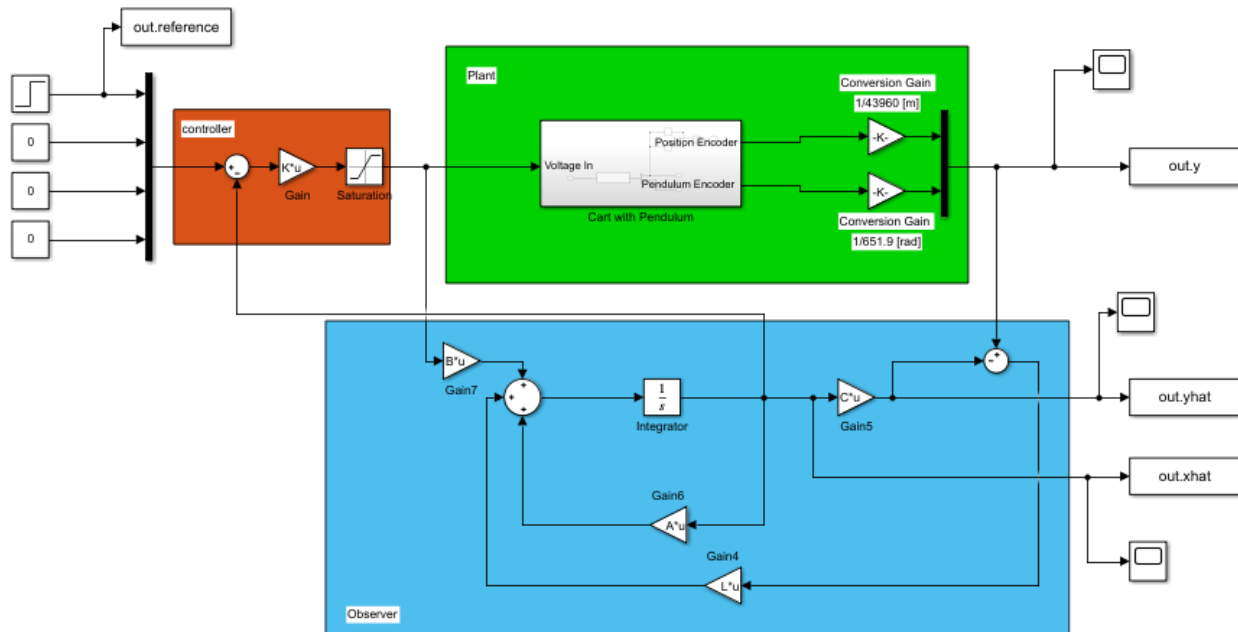 out.reference
Plant
Conversion Gain
1/43960 [m]
0
controller
-K-
Position Encoder
0
Voltage In
out.y
+
-
K*u
0
Pendulum Encoder
-K-
Gain
Saturation
Cart with Pendulum
Conversion Gain
0
1/651.9 [rad]
B*u
-
+
Gain7
+
+
+
1
s
C*u
out.yhat
Integrator
Gain5
out.xhat
Gain6
A*u
Gain4
L*u
Observer